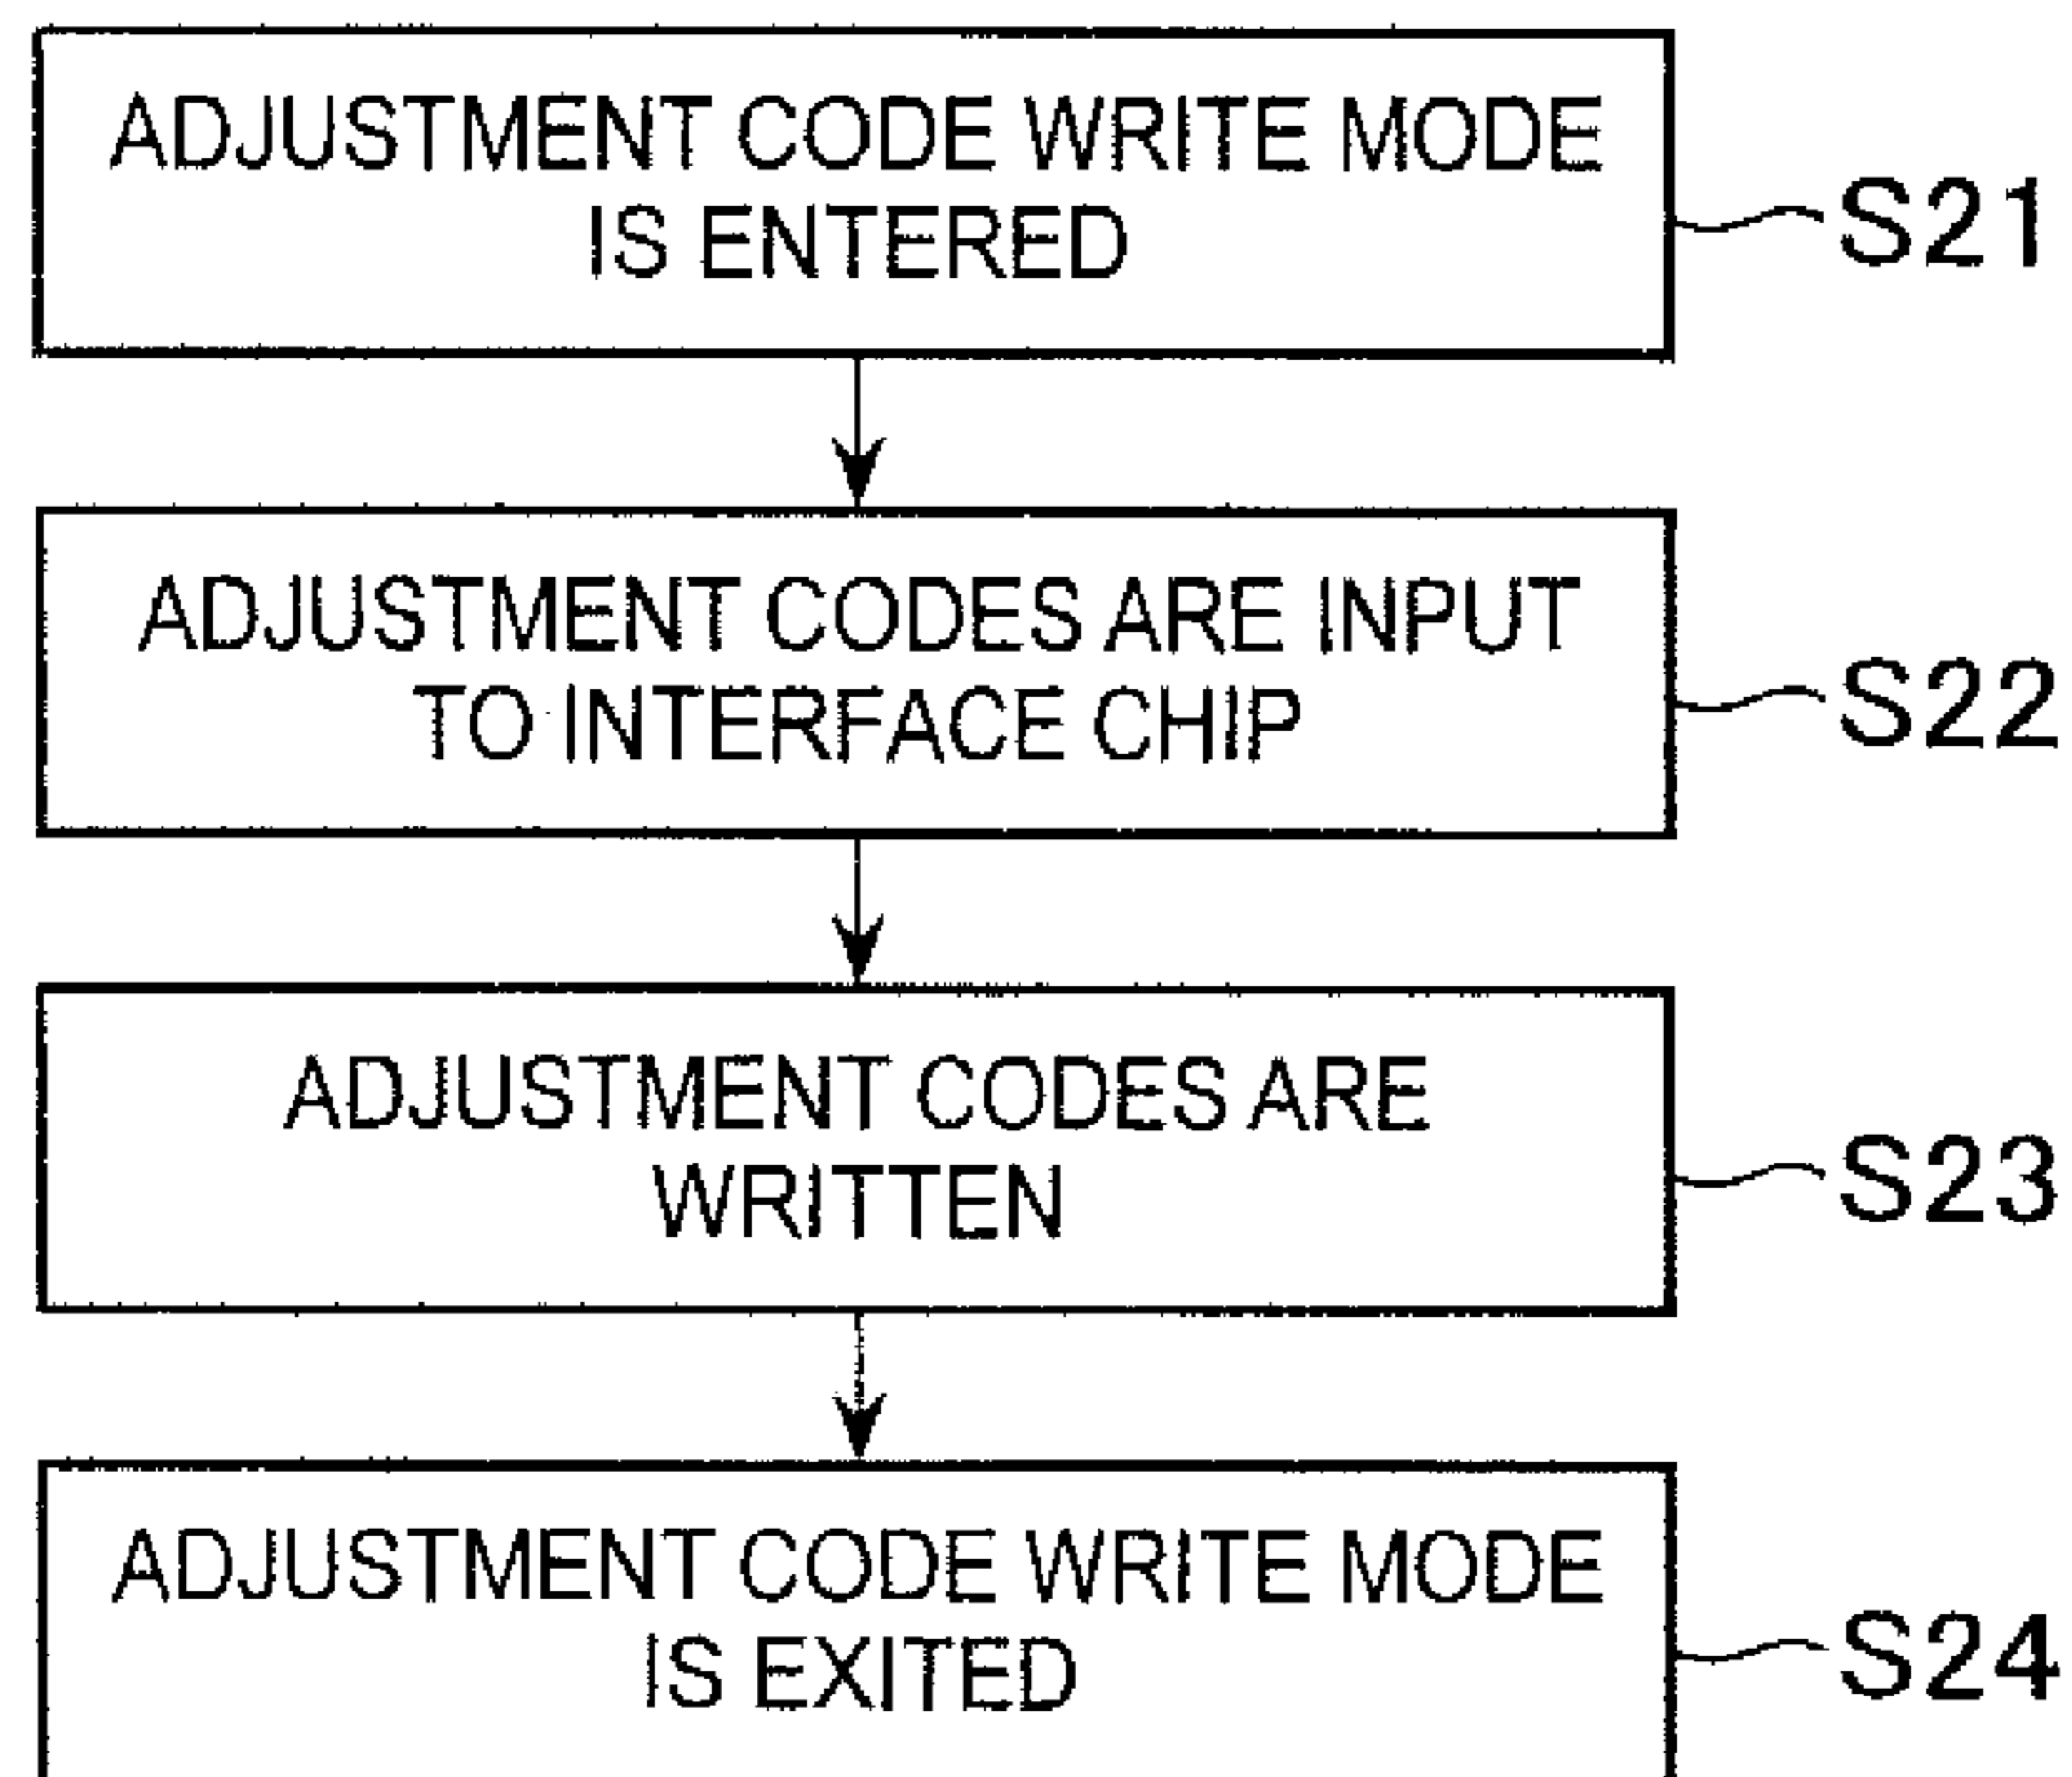 ADJUSTMENT CODE WRITE MODE
IS ENTERED
S21
ADJUSTMENT CODES ARE INPUT
TO INTERFACE CHIP
S22
ADJUSTMENT CODES ARE
WRITTEN
S23
ADJUSTMENT CODE WRITE MODE
IS EXITED
S24